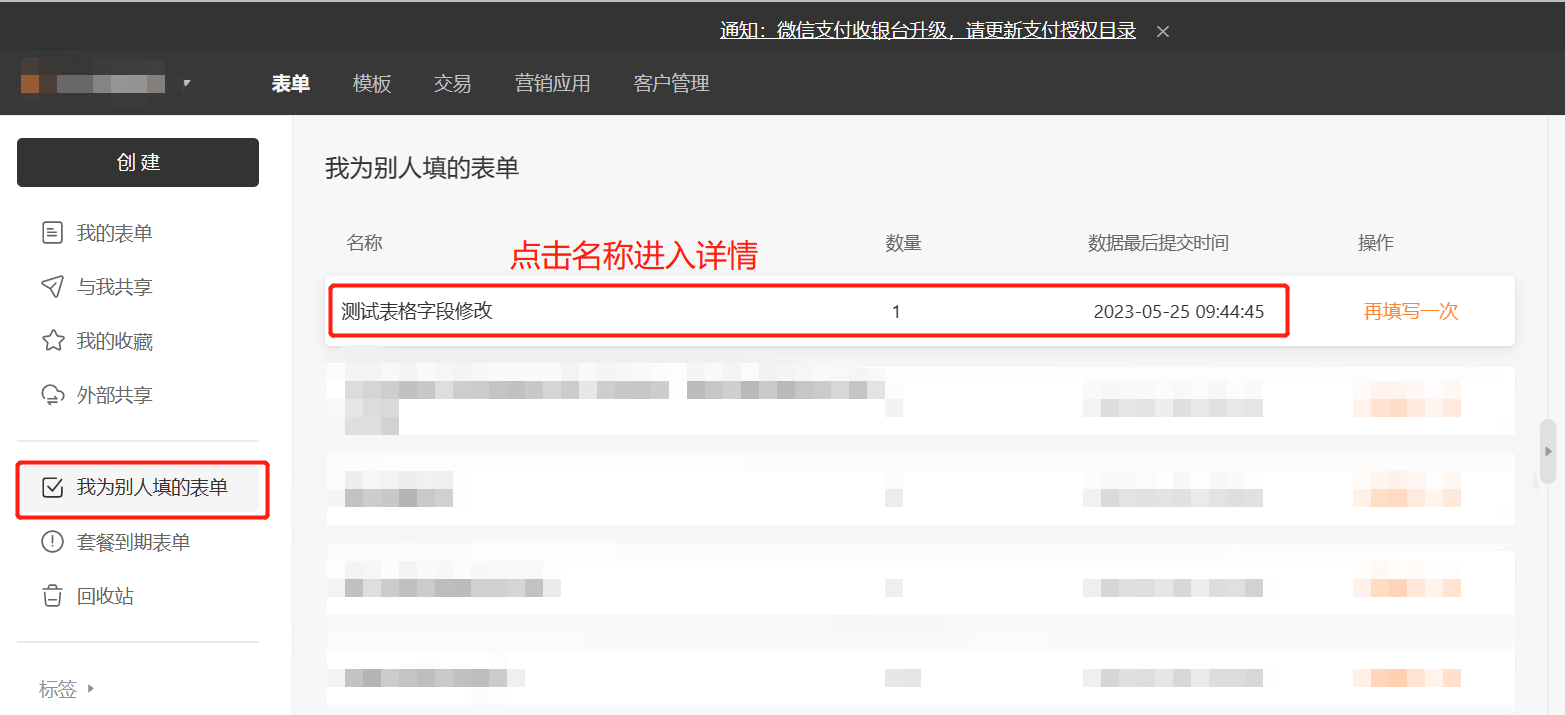 通知：微信支付收银台升级，请更新支付授权目录
表单 模板 交易 营销应用 客户管理
创 建
我的表单
与我共享
我的收藏
外部共享
我为别人填的表单
套餐到期表单
回收站
标签
我为别人填的表单
名称 数量 数据最后提交时间 操作
点击名称进入详情
测试表格字段修改 1 2023-05-25 09:44:45 再填写一次